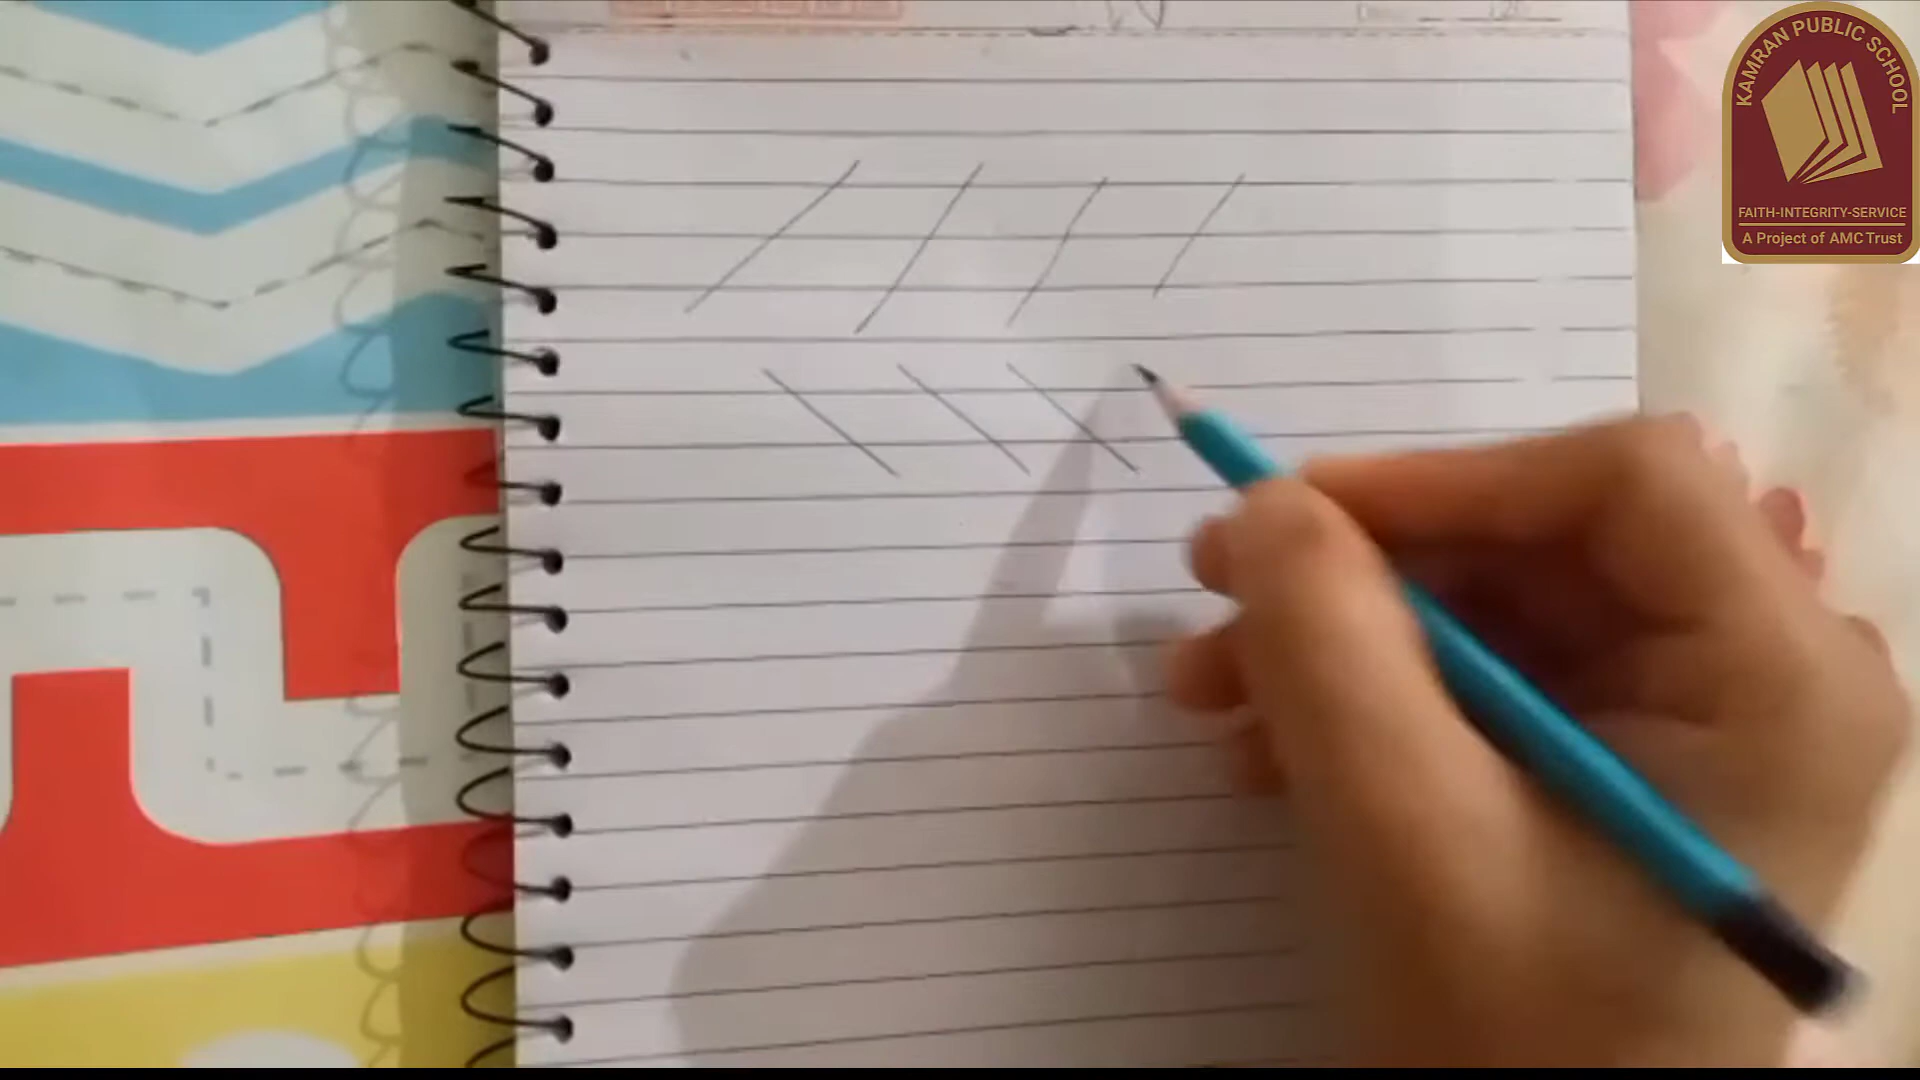 KAMRAN PUBLIC SCHOOL
FAITH-INTEGRITY-SERVICE
A Project of AMC Trust